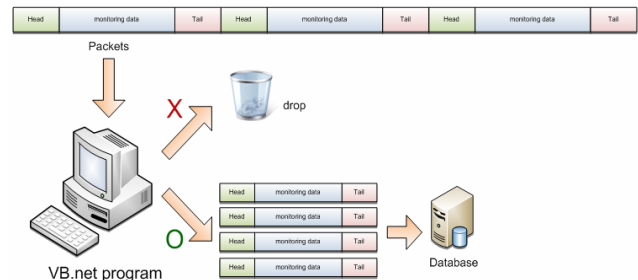 Head monitoring data Tail Head monitoring data Tail Head monitoring data Tail
Packets
X
drop
Head monitoring data Tail
Head monitoring data Tail
O
Head monitoring data Tail
Head monitoring data Tail
Database
VB.net program